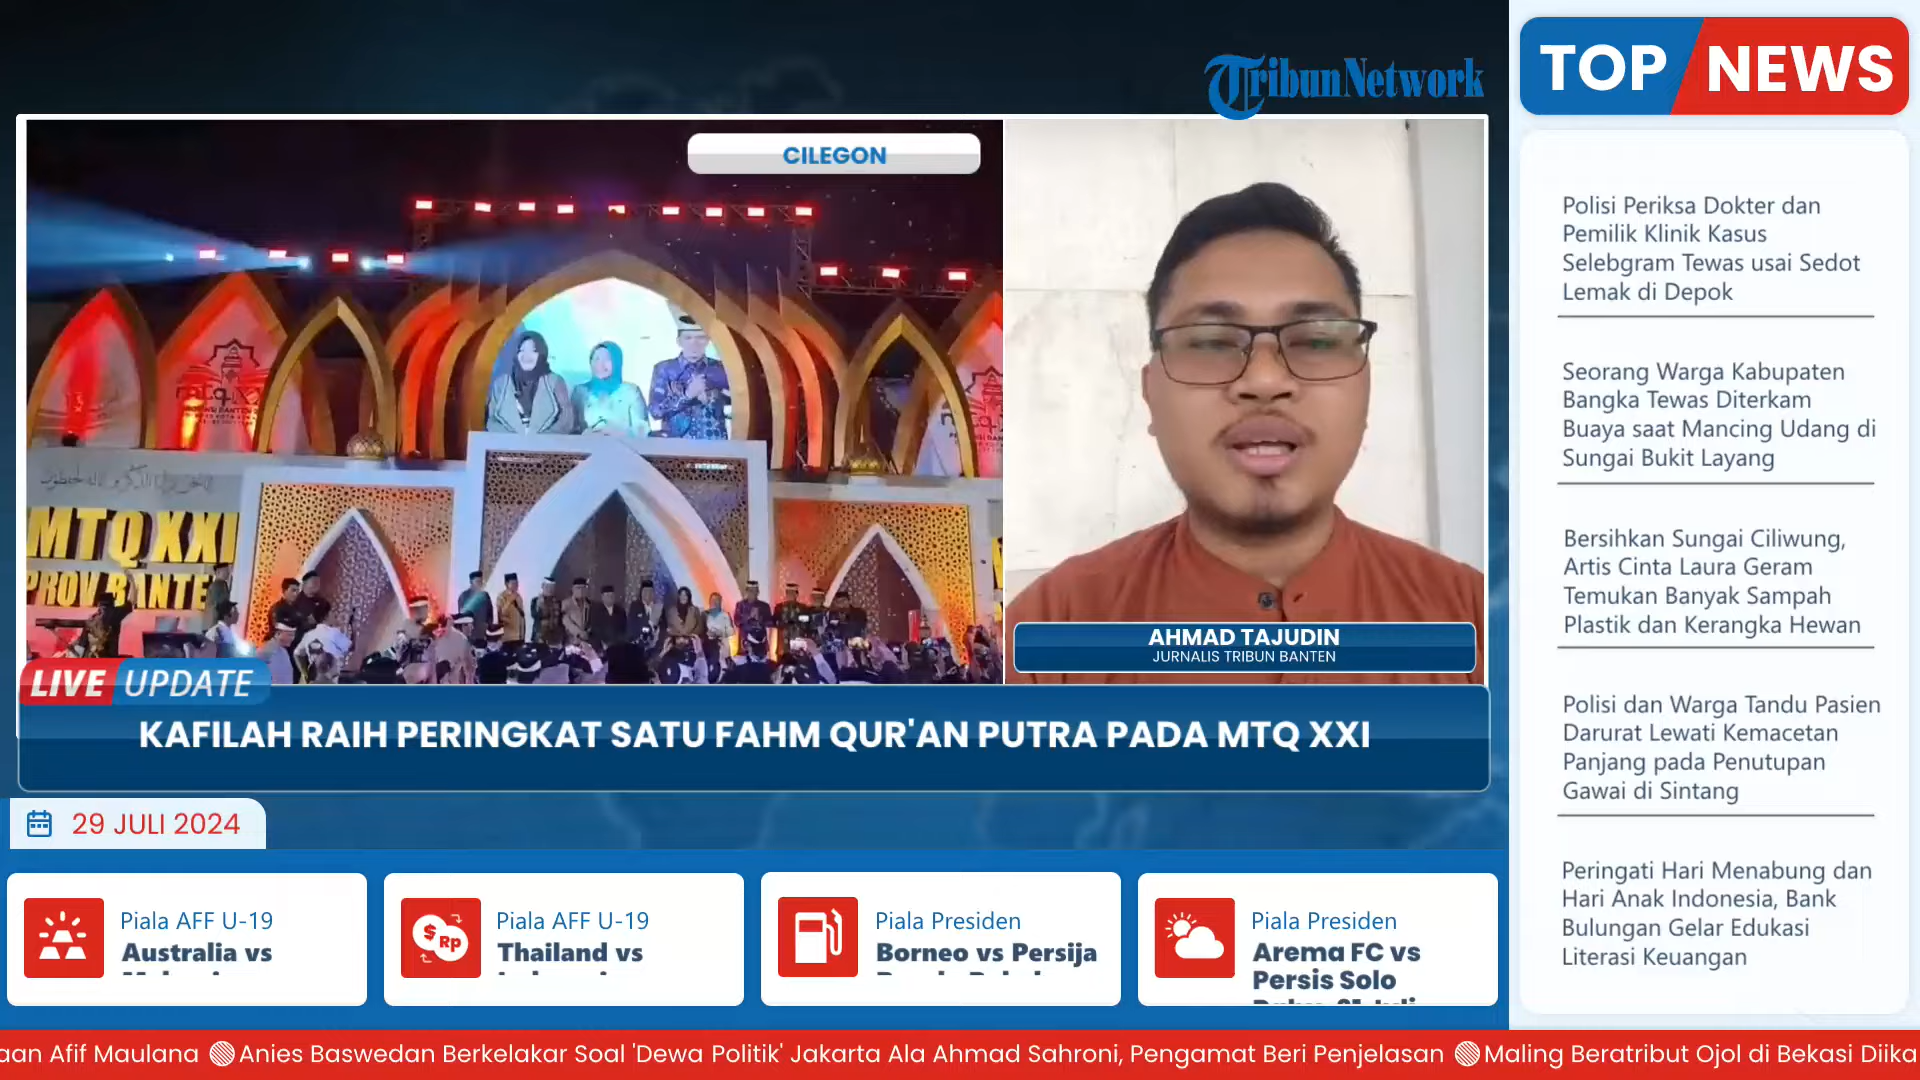 TribunNetwork
TOP NEWS
CILEGON
MTQ XXI
PROV BANTE
AHMAD TAJUDIN
JURNALIS TRIBUN BANTEN
LIVE UPDATE
KAFILAH RAIH PERINGKAT SATU FAHM QUR'AN PUTRA PADA MTQ XXI
29 JULI 2024
Piala AFF U-19
Australia vs
Piala AFF U-19
Thailand vs
Piala Presiden
Borneo vs Persija
Piala Presiden
Arema FC vs
Persis Solo
Polisi Periksa Dokter dan
Pemilik Klinik Kasus
Selebgram Tewas usai Sedot
Lemak di Depok
Seorang Warga Kabupaten
Bangka Tewas Diterkam
Buaya saat Mancing Udang di
Sungai Bukit Layang
Bersihkan Sungai Ciliwung,
Artis Cinta Laura Geram
Temukan Banyak Sampah
Plastik dan Kerangka Hewan
Polisi dan Warga Tandu Pasien
Darurat Lewati Kemacetan
Panjang pada Penutupan
Gawai di Sintang
Peringati Hari Menabung dan
Hari Anak Indonesia, Bank
Bulungan Gelar Edukasi
Literasi Keuangan
aan Afif Maulana Anies Baswedan Berkelakar Soal 'Dewa Politik' Jakarta Ala Ahmad Sahroni, Pengamat Beri Penjelasan Maling Beratribut Ojol di Bekasi Diika